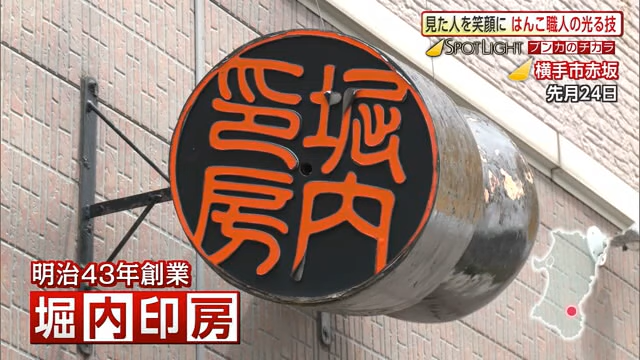 見た人を笑顔に はんこ職人の光る技
SPOTLIGHT ブンカのチカラ
横手市赤坂
先月24日
堀内
印房
明治43年創業
堀内印房